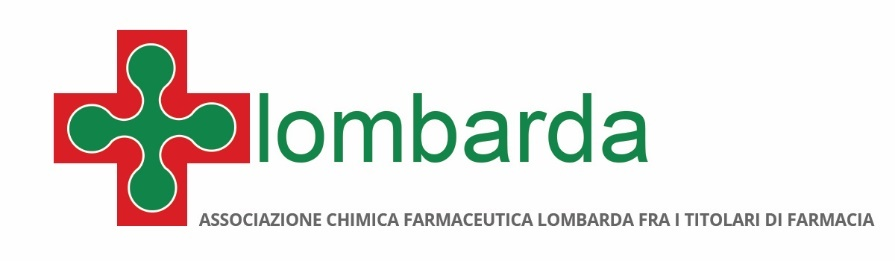 lombarda
ASSOCIAZIONE CHIMICA FARMACEUTICA LOMBARDA FRA I TITOLARI DI FARMACIA